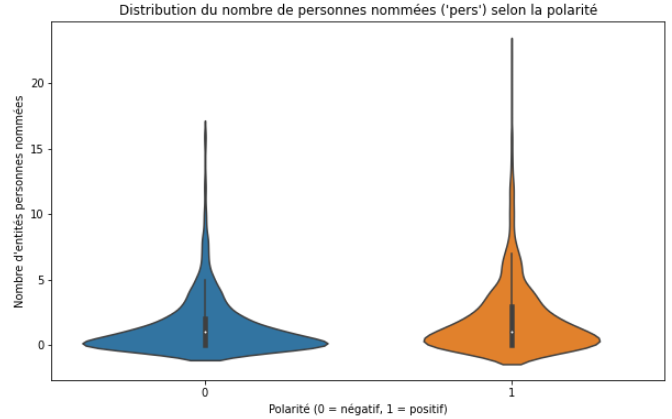 Distribution du nombre de personnes nommées ('pers') selon la polarité
Nombre d'entités personnes nommées
20
15
10
5
0
0
1
Polarité (0 = négatif, 1 = positif)